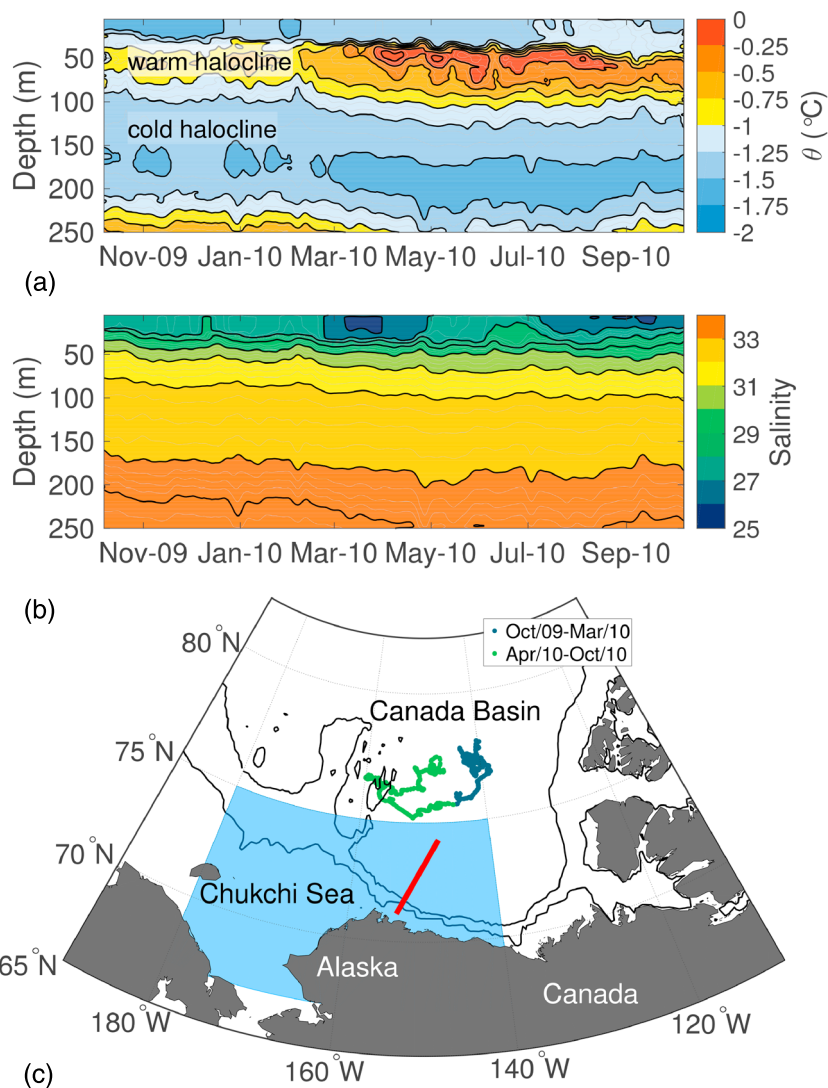 0
50
-0.25
warm halocline
-0.5
100
-0.75
-1
cold halocline
150
-1.25
-1.5
200
-1.75
250
-2
Depth (m)
θ (°C)
Nov-09 Jan-10 Mar-10 May-10 Jul-10 Sep-10
(a)
50
33
100
31
150
29
200
27
250
25
Depth (m)
Salinity
Nov-09 Jan-10 Mar-10 May-10 Jul-10 Sep-10
(b)
Oct/09-Mar/10
Apr/10-Oct/10
80°N
Canada Basin
75°N
70°N
Chukchi Sea
65°N
Alaska
Canada
180°W
120°W
160°W
140°W
(c)